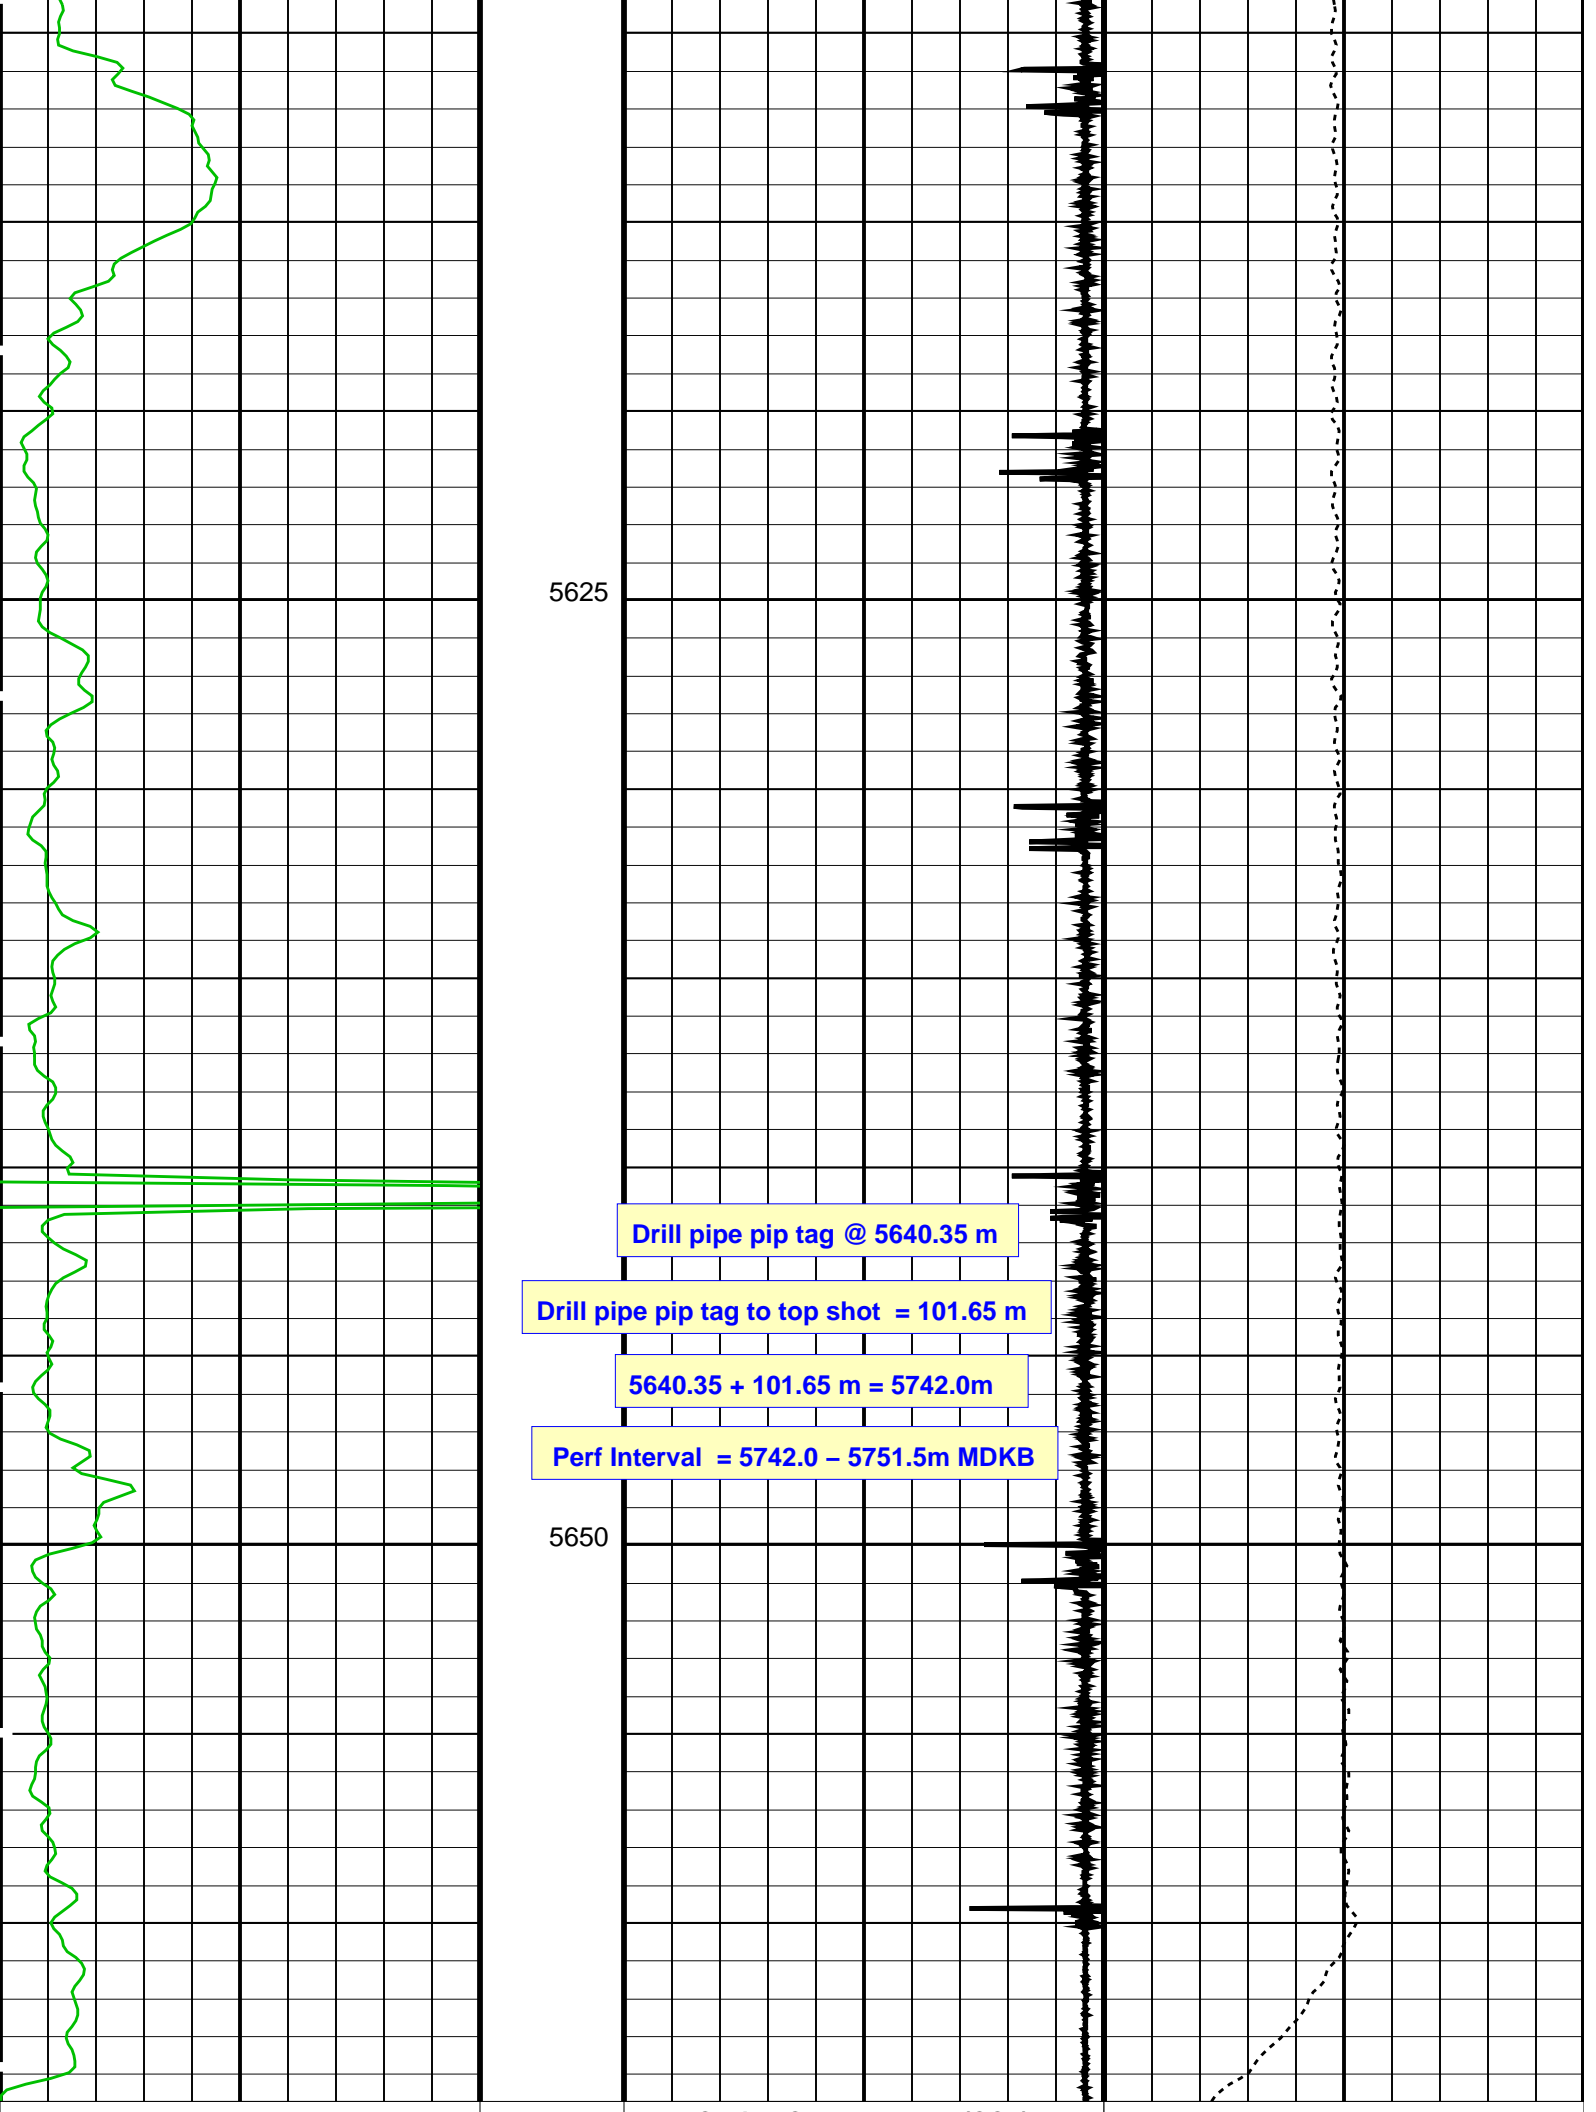 5625
Drill pipe pip tag @ 5640.35 m
Drill pipe pip tag to top shot = 101.65 m
5640.35 + 101.65 m = 5742.0m
Perf Interval = 5742.0 – 5751.5m MDKB
5650